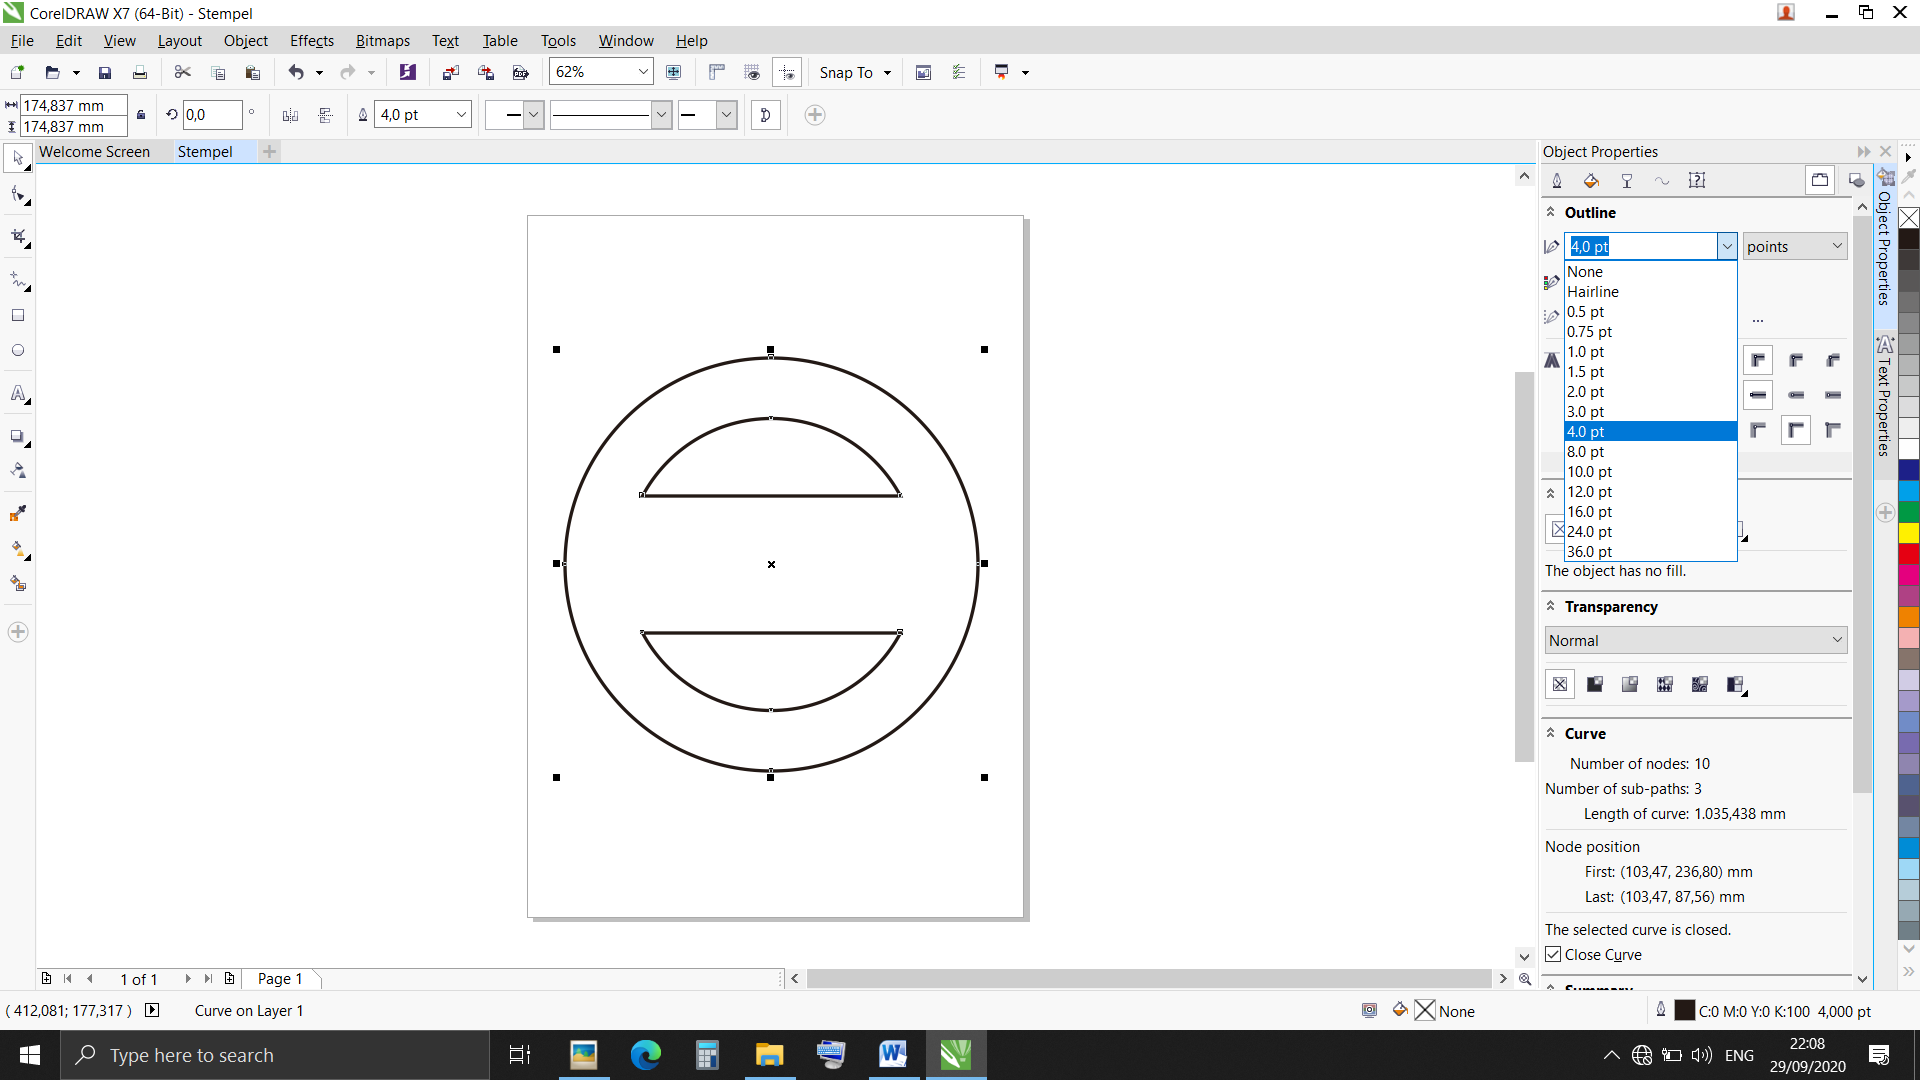 CorelDRAW X7 (64-Bit) - Stempel
File Edit View Layout Object Effects Bitmaps Text Table Tools Window Help
62% Snap To
174,837 mm
174,837 mm
0,0 °
4,0 pt
Welcome Screen Stempel
Object Properties
Outline
4,0 pt points
None
Hairline
0.5 pt
0.75 pt
...
1.0 pt
1.5 pt
2.0 pt
3.0 pt
4.0 pt
8.0 pt
10.0 pt
12.0 pt
16.0 pt
24.0 pt
36.0 pt
The object has no fill.
Transparency
Normal
Curve
Number of nodes: 10
Number of sub-paths: 3
Length of curve: 1.035,438 mm
Node position
First: (103,47, 236,80) mm
Last: (103,47, 87,56) mm
The selected curve is closed.
Close Curve
Summary
Object Properties
Text Properties
1 of 1 Page 1
( 412,081; 177,317 ) Curve on Layer 1 None C:0 M:0 Y:0 K:100 4,000 pt
Type here to search
ENG
22:08
29/09/2020